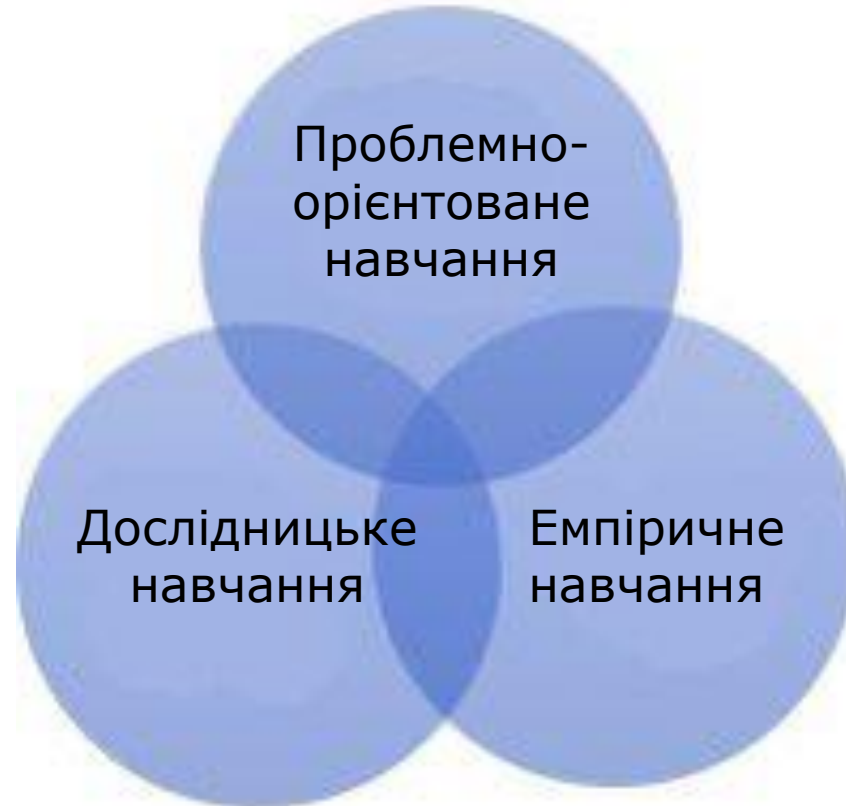 Проблемно-
орієнтоване
навчання
Дослідницьке
навчання
Емпіричне
навчання